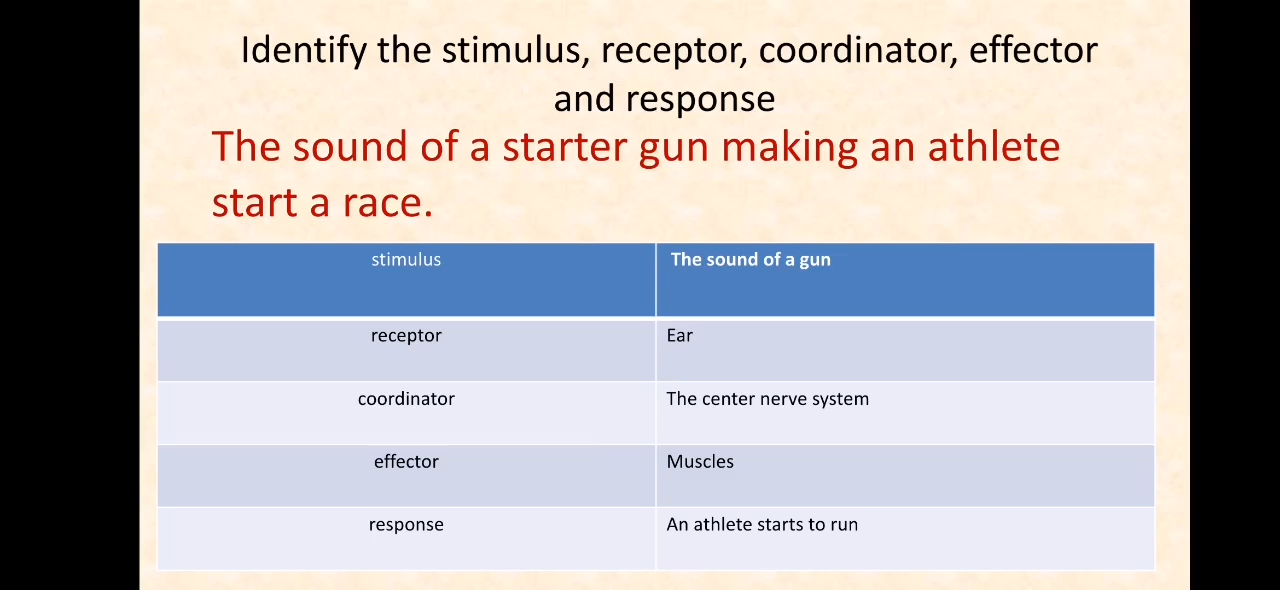 Identify the stimulus, receptor, coordinator, effector
and response
The sound of a starter gun making an athlete
start a race.
stimulus The sound of a gun
receptor Ear
coordinator The center nerve system
effector Muscles
response An athlete starts to run